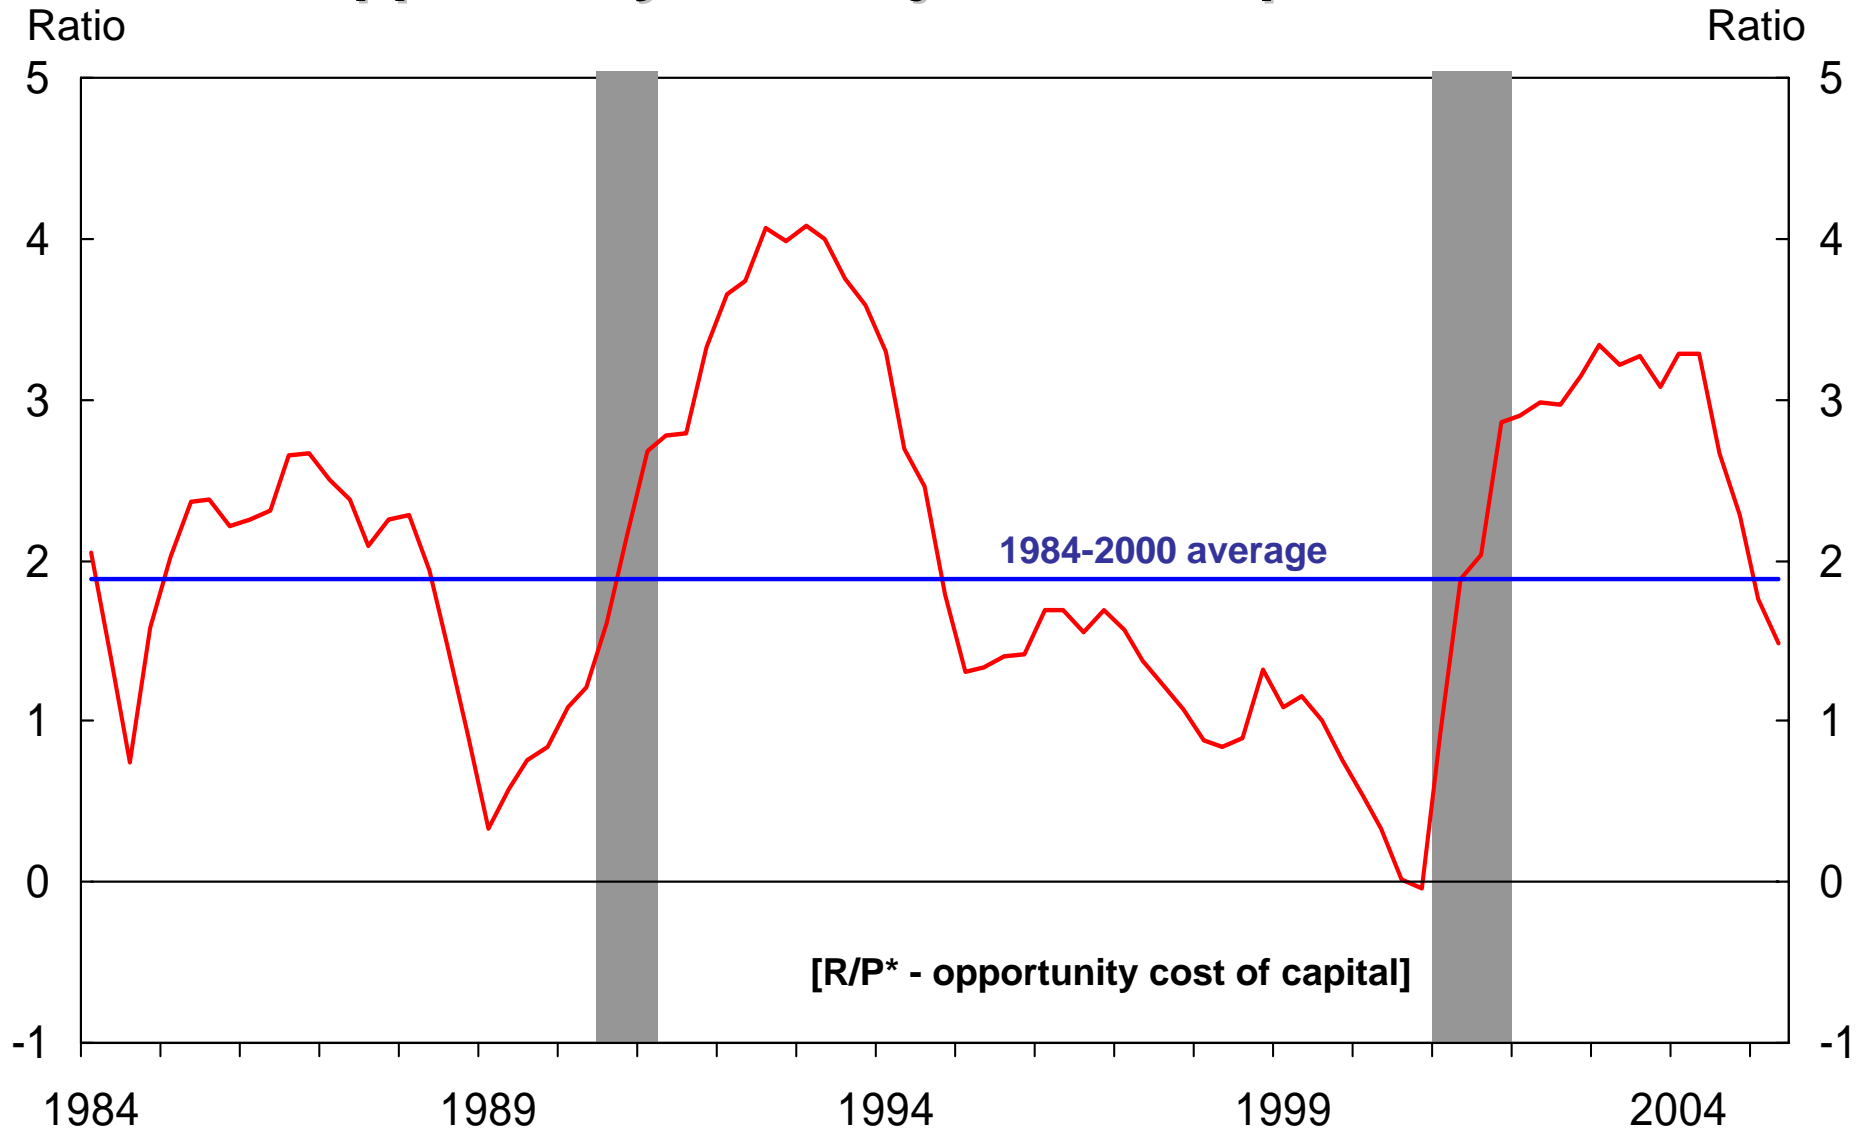 Ratio Ratio
5 5
4 4
3 3
1984-2000 average
2 2
1 1
0 0
[R/P* - opportunity cost of capital]
-1 -1
1984 1989 1994 1999 2004